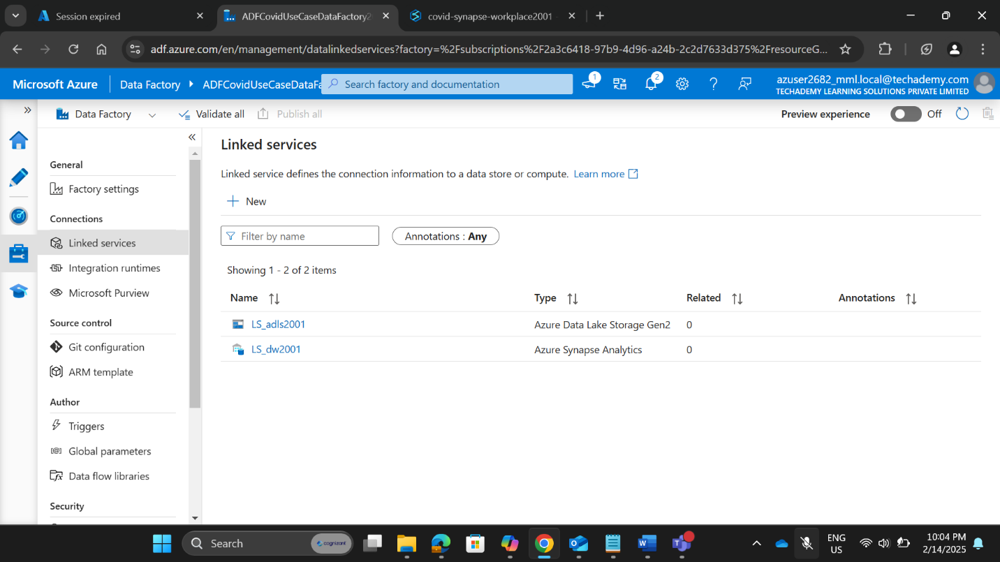 Session expired
ADFCovidUseCaseDataFactory2
covid-synapse-workplace2001
adf.azure.com/en/management/datalinkedservices?factory=%2Fsubscriptions%2F2a3c6418-97b9-4d96-a24b-2c2d7633d375%2FresourceG...
Microsoft Azure
Data Factory
ADFCovidUseCaseDataFa
Search factory and documentation
1
2
azuser2682_mml.local@techademy.com
TECHADEMY LEARNING SOLUTIONS PRIVATE LIMITED
Data Factory
Validate all
Publish all
Preview experience
Off
General
Factory settings
Connections
Linked services
Integration runtimes
Microsoft Purview
Source control
Git configuration
ARM template
Author
Triggers
Global parameters
Data flow libraries
Security
Linked services
Linked service defines the connection information to a data store or compute. Learn more
New
Filter by name
Annotations : Any
Showing 1 - 2 of 2 items
Name Type Related Annotations
LS_adls2001 Azure Data Lake Storage Gen2 0
LS_dw2001 Azure Synapse Analytics 0
Search
cognizant
ENG
US
10:04 PM
2/14/2025